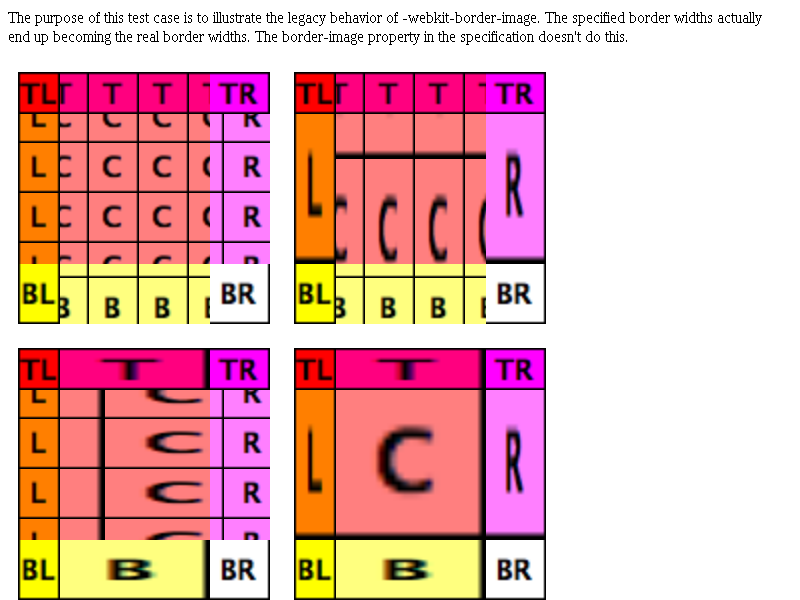 The purpose of this test case is to illustrate the legacy behavior of -webkit-border-image. The specified border widths actually
end up becoming the real border widths. The border-image property in the specification doesn't do this.
TL T T T TR
L C C C C R
L C C C C R
L C C C C R
BL B B B BR
TL T T T TR
L C C C C R
BL B B B BR
TL T TR
L C R
L C R
L C R
BL B BR
TL T TR
L C R
BL B BR